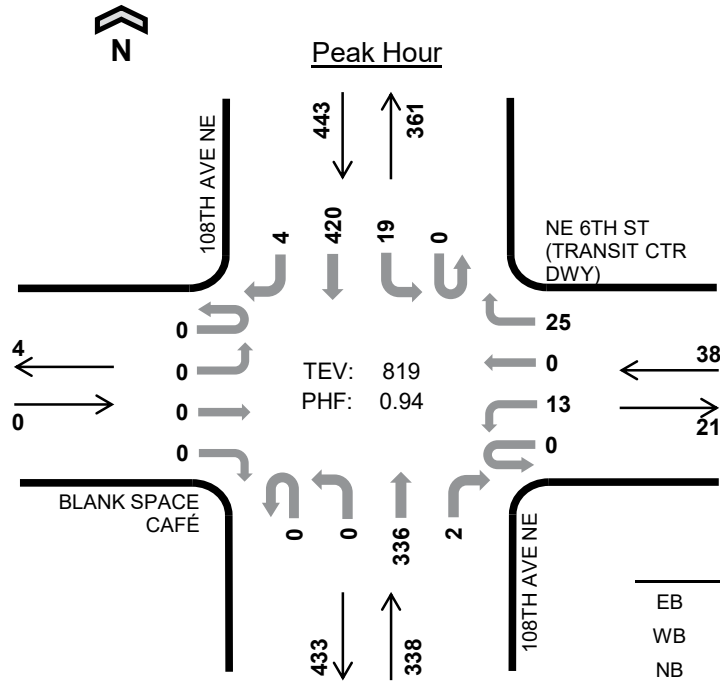 N
Peak Hour
443
361
108TH AVE NE
4
420
19
0
NE 6TH ST
(TRANSIT CTR
DWY)
0
0
0
0
4
0
TEV: 819
PHF: 0.94
25
0
13
0
38
21
BLANK SPACE
CAFÉ
0
0
336
2
108TH AVE NE
433
338
EB
WB
NB